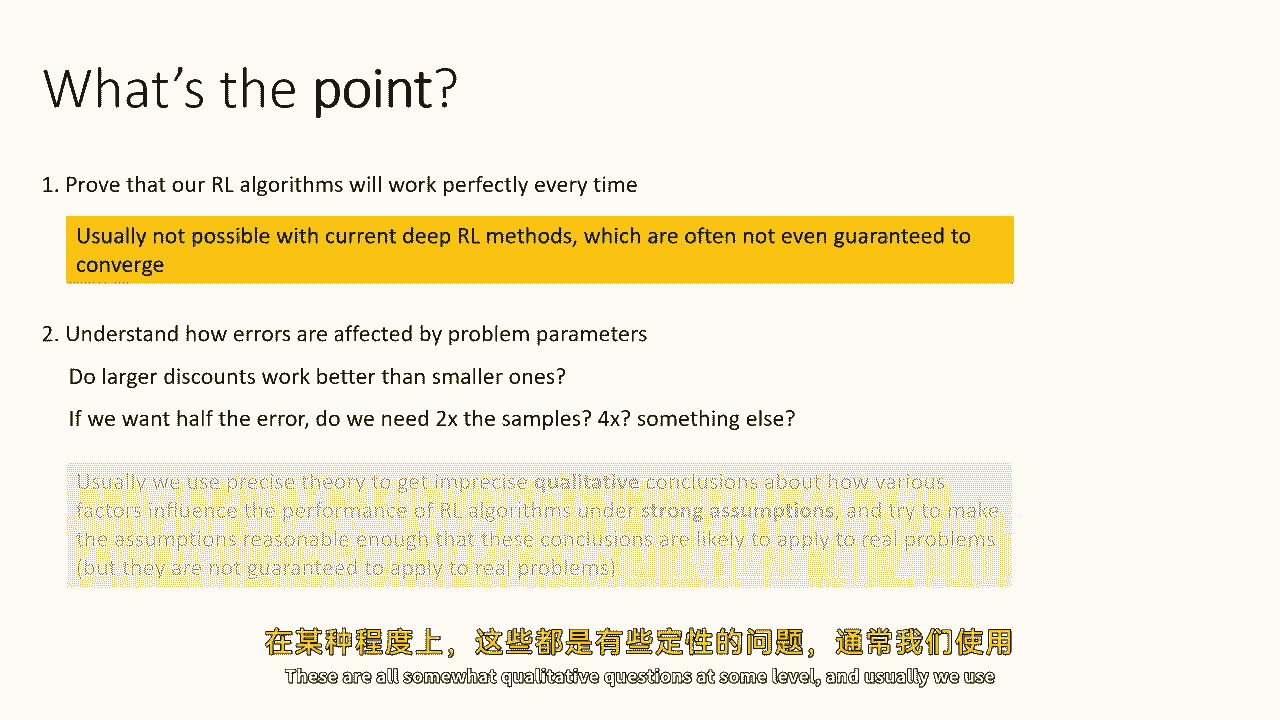 What's the point?
1. Prove that our RL algorithms will work perfectly every time
Usually not possible with current deep RL methods, which are often not even guaranteed to
converge
2. Understand how errors are affected by problem parameters
Do larger discounts work better than smaller ones?
If we want half the error, do we need 2x the samples? 4x? something else?
Usually we use precise theory to get imprecise qualitative conclusions about how various
factors influence the performance of RL algorithms under strong assumptions, and try to make
the assumptions reasonable enough that these conclusions are likely to apply to real problems
(but they are not guaranteed to apply to real problems)
在某种程度上，这些都是有些定性的问题，通常我们使用
These are all somewhat qualitative questions at some level, and usually we use